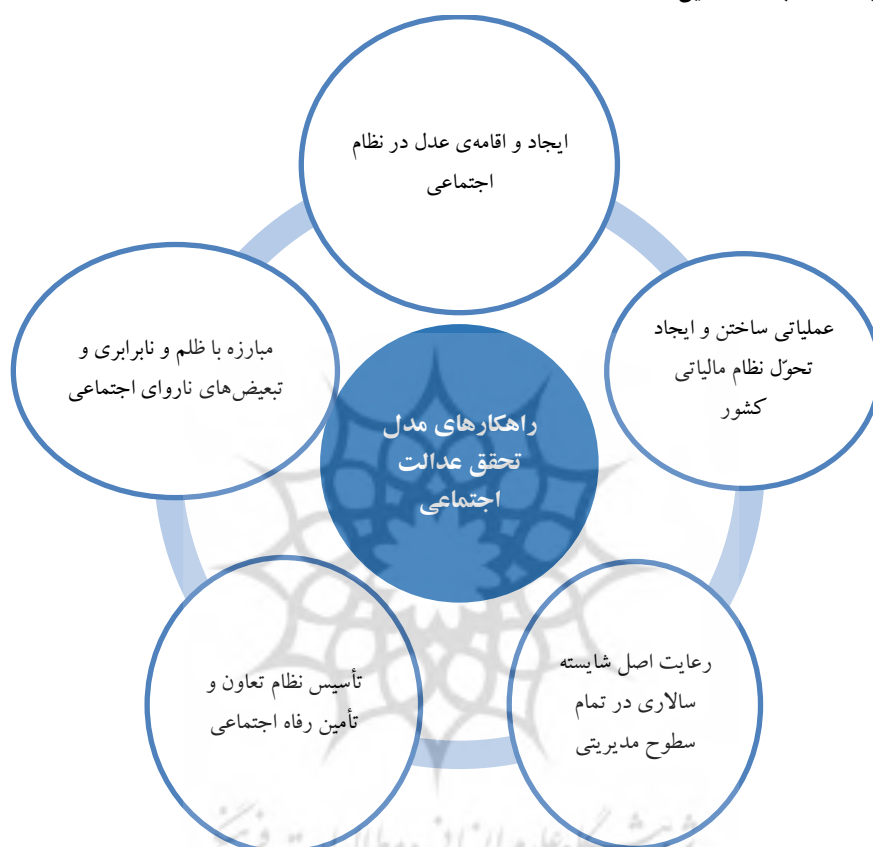 ایجاد و اقامه‌ی عدل در نظام
اجتماعی
عملیاتی ساختن و ایجاد
تحوّل نظام مالیاتی
کشور
رعایت اصل شایسته
سالاری در تمام
سطوح مدیریتی
تأسیس نظام تعاون و
تأمین رفاه اجتماعی
مبارزه با ظلم و نابرابری و
تبعیض‌های ناروای اجتماعی
راهکارهای مدل
تحقق عدالت
اجتماعی